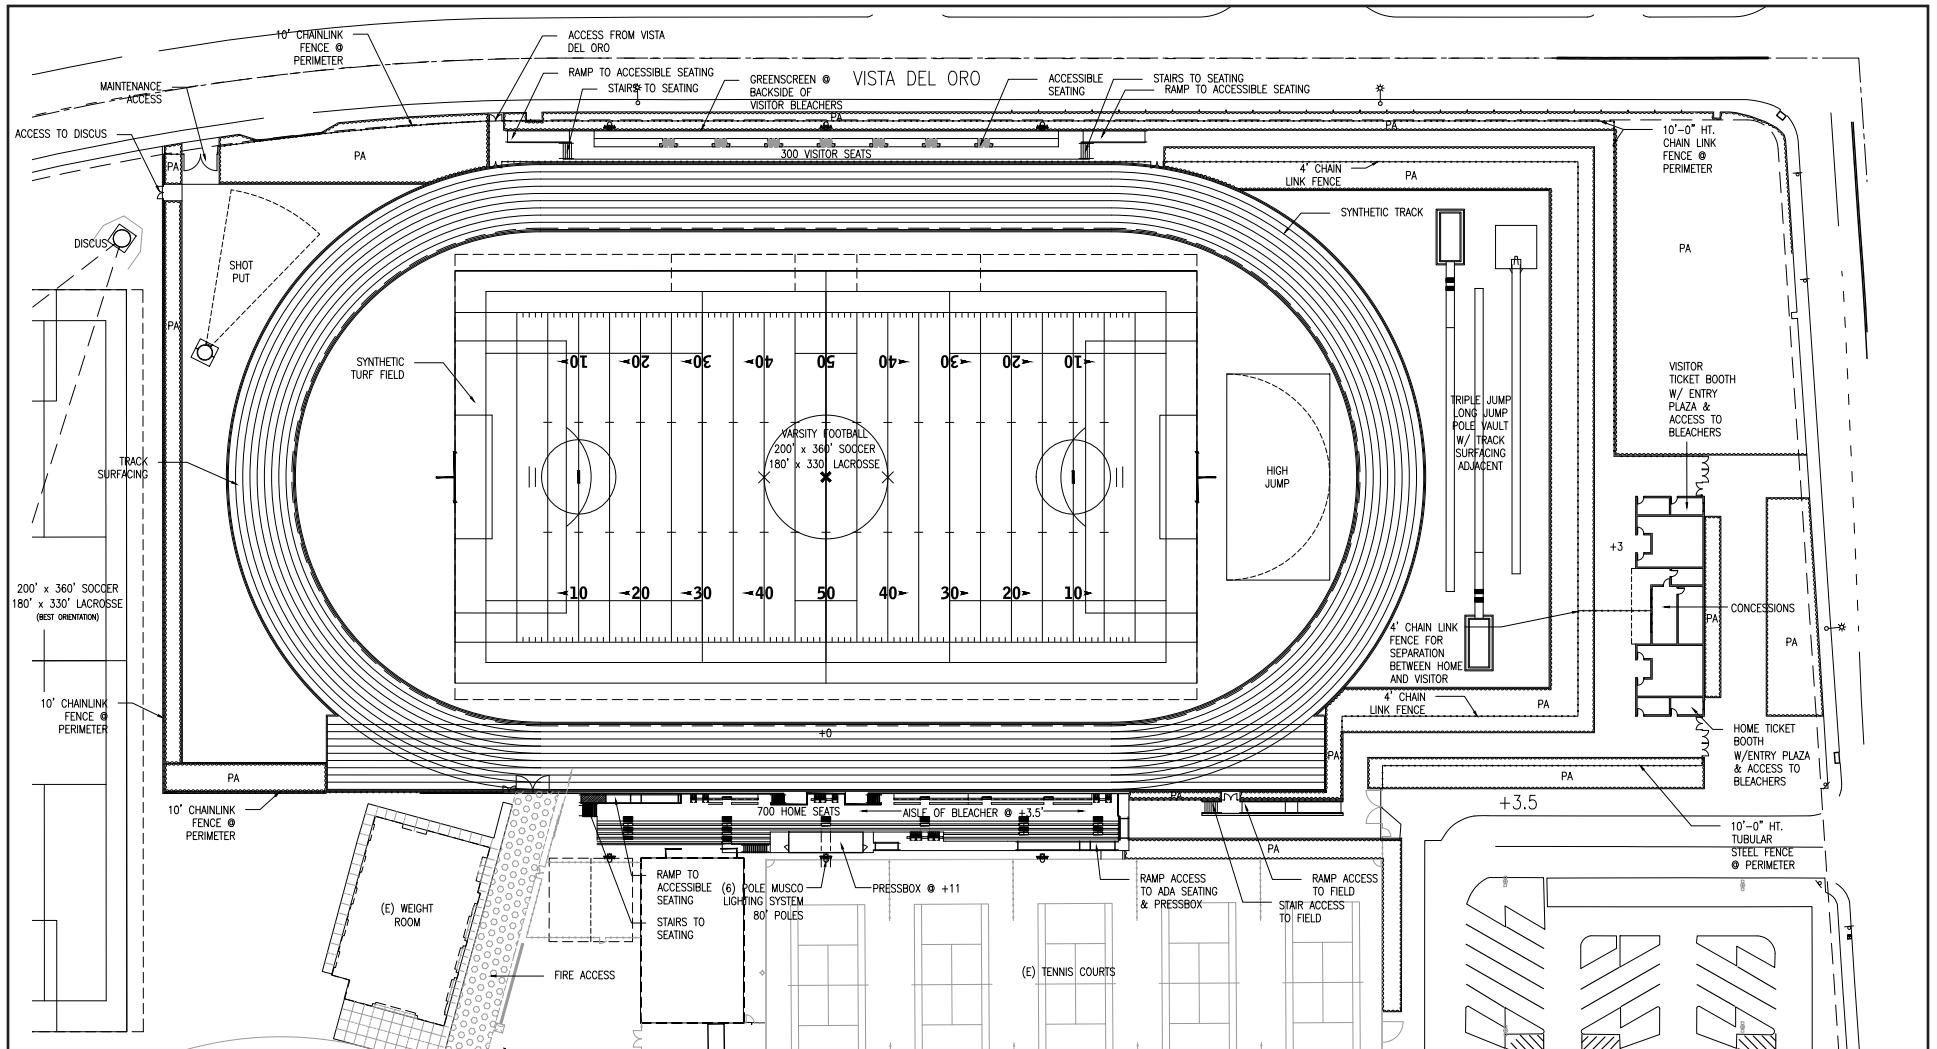 10' CHAINLINK
FENCE @
PERIMETER
ACCESS FROM VISTA
DEL ORO
MAINTENANCE
ACCESS
RAMP TO ACCESSIBLE SEATING
STAIRS TO SEATING
GREENSCREEN @
BACKSIDE OF
VISITOR BLEACHERS
VISTA DEL ORO
ACCESSIBLE
SEATING
STAIRS TO SEATING
RAMP TO ACCESSIBLE SEATING
ACCESS TO DISCUS
PA
PA
10'-0" HT.
CHAIN LINK
FENCE @
PERIMETER
PA
PA
300 VISITOR SEATS
4' CHAIN
LINK FENCE
PA
SYNTHETIC TRACK
DISCUS
SHOT
PUT
PA
PA
SYNTHETIC
TURF FIELD
10 20 30 40 50 40 30 20 10
VISITOR
TICKET BOOTH
W/ ENTRY
PLAZA &
ACCESS TO
BLEACHERS
TRIPLE JUMP
LONG JUMP
POLE VAULT
W/ TRACK
SURFACING
ADJACENT
VARSITY FOOTBALL
200' x 360' SOCCER
180' x 330' LACROSSE
TRACK
SURFACING
HIGH
JUMP
+3
200' x 360' SOCCER
180' x 330' LACROSSE
(BEST ORIENTATION)
10 20 30 40 50 40 30 20 10
CONCESSIONS
PA
4' CHAIN LINK
FENCE FOR
SEPARATION
BETWEEN HOME
AND VISITOR
PA
4' CHAIN
LINK FENCE
PA
10' CHAINLINK
FENCE @
PERIMETER
+0
HOME TICKET
BOOTH
W/ENTRY PLAZA
& ACCESS TO
BLEACHERS
PA
PA
PA
10' CHAINLINK
FENCE @
PERIMETER
PA
700 HOME SEATS
AISLE OF BLEACHER @ +3.5'
+3.5
10'-0" HT.
TUBULAR
STEEL FENCE
@ PERIMETER
PA
RAMP TO
ACCESSIBLE
SEATING
(6) POLE MUSCO
LIGHTING SYSTEM
80' POLES
PRESSBOX @ +11
RAMP ACCESS
TO ADA SEATING
& PRESSBOX
RAMP ACCESS
TO FIELD
STAIR ACCESS
TO FIELD
(E) WEIGHT
ROOM
STAIRS TO
SEATING
FIRE ACCESS
(E) TENNIS COURTS